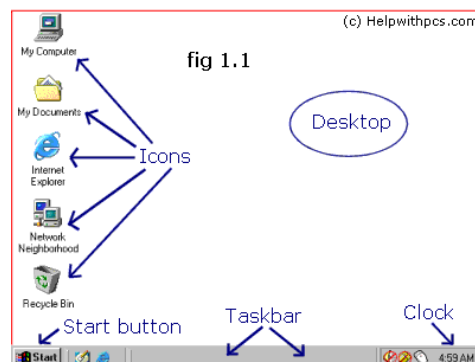 (c) Helpwithpcs.com
My Computer
fig 1.1
My Documents
Desktop
Icons
Internet
Explorer
Network
Neighborhood
Recycle Bin
Start button
Taskbar
Clock
Start
4:59 AM